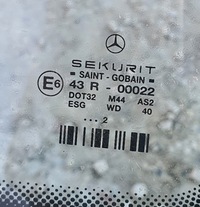 SEKURIT
SAINT - GOBAIN
E6 43 R - 00022
DOT32 M44 AS2
ESG WD 40
... 2